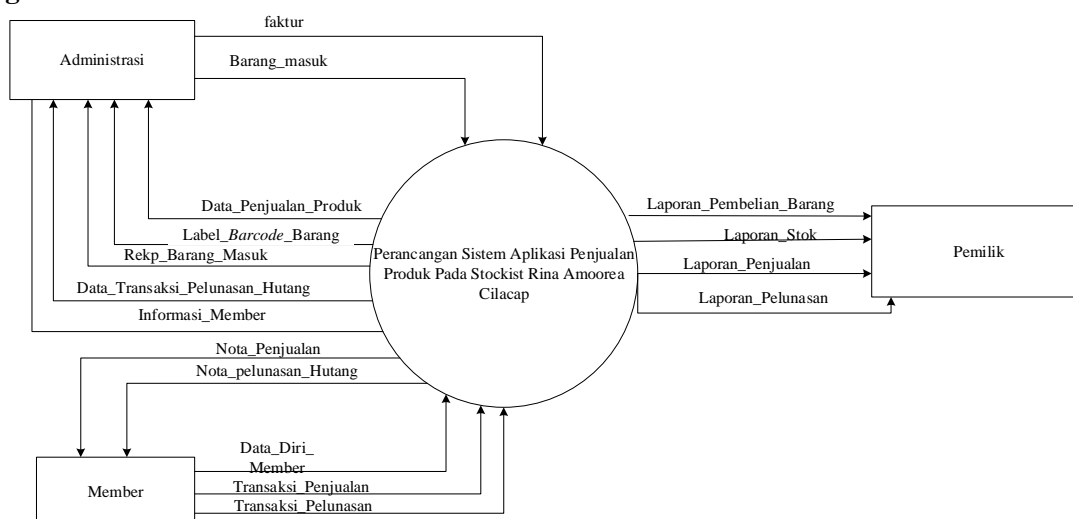 g
faktur
Administrasi
Barang_masuk
Data_Penjualan_Produk
Label_Barcode_Barang
Rekp_Barang_Masuk
Data_Transaksi_Pelunasan_Hutang
Informasi_Member
Perancangan Sistem Aplikasi Penjualan
Produk Pada Stockist Rina Amoorea
Cilacap
Laporan_Pembelian_Barang
Laporan_Stok
Laporan_Penjualan
Laporan_Pelunasan
Pemilik
Nota_Penjualan
Nota_pelunasan_Hutang
Data_Diri_
Member
Transaksi_Penjualan
Transaksi_Pelunasan
Member